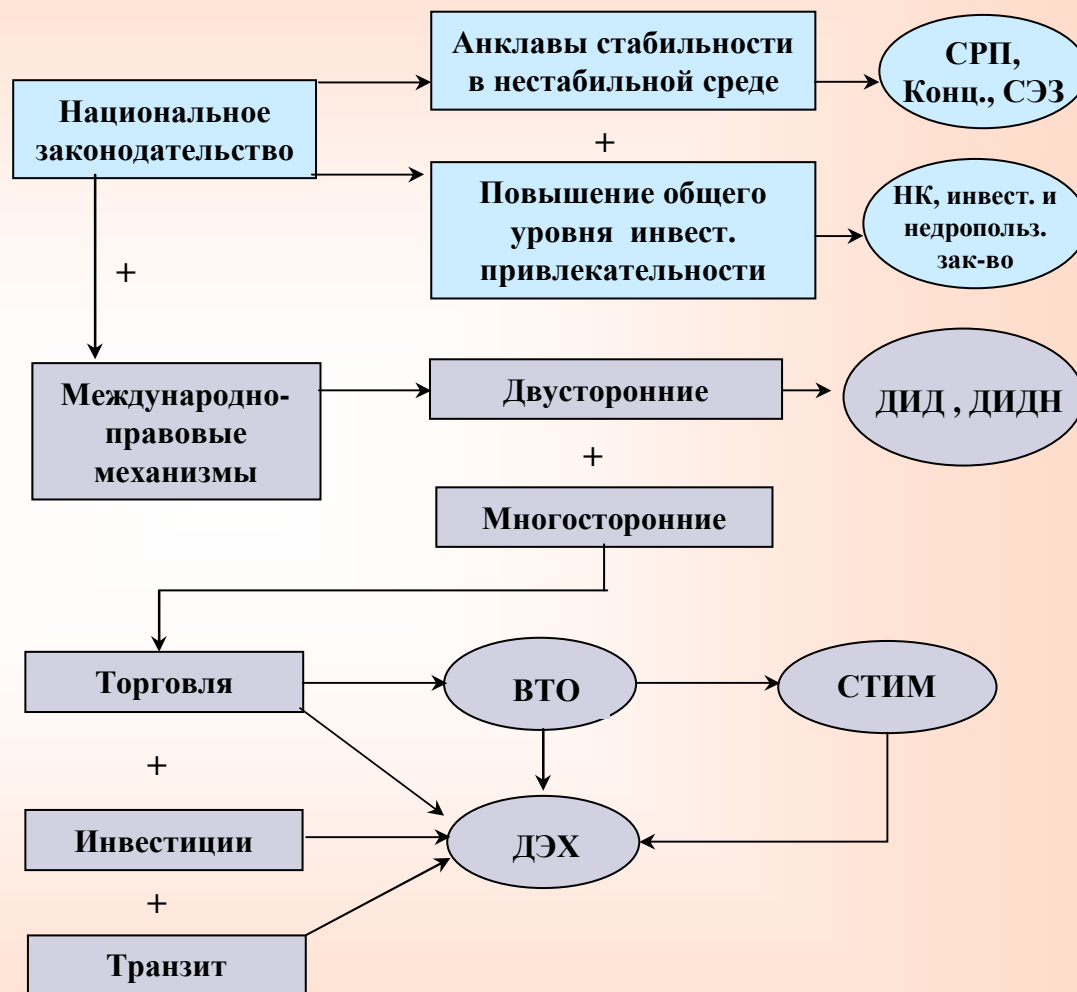 Анклавы стабильности
в нестабильной среде
СРП,
Конц., СЭЗ
Национальное
законодательство
+
Повышение общего
уровня инвест.
привлекательности
НК, инвест. и
недропольз.
зак-во
+
Международно-
правовые
механизмы
Двусторонние
ДИД , ДИДН
+
Многосторонние
Торговля
ВТО
СТИМ
+
Инвестиции
ДЭХ
+
Транзит